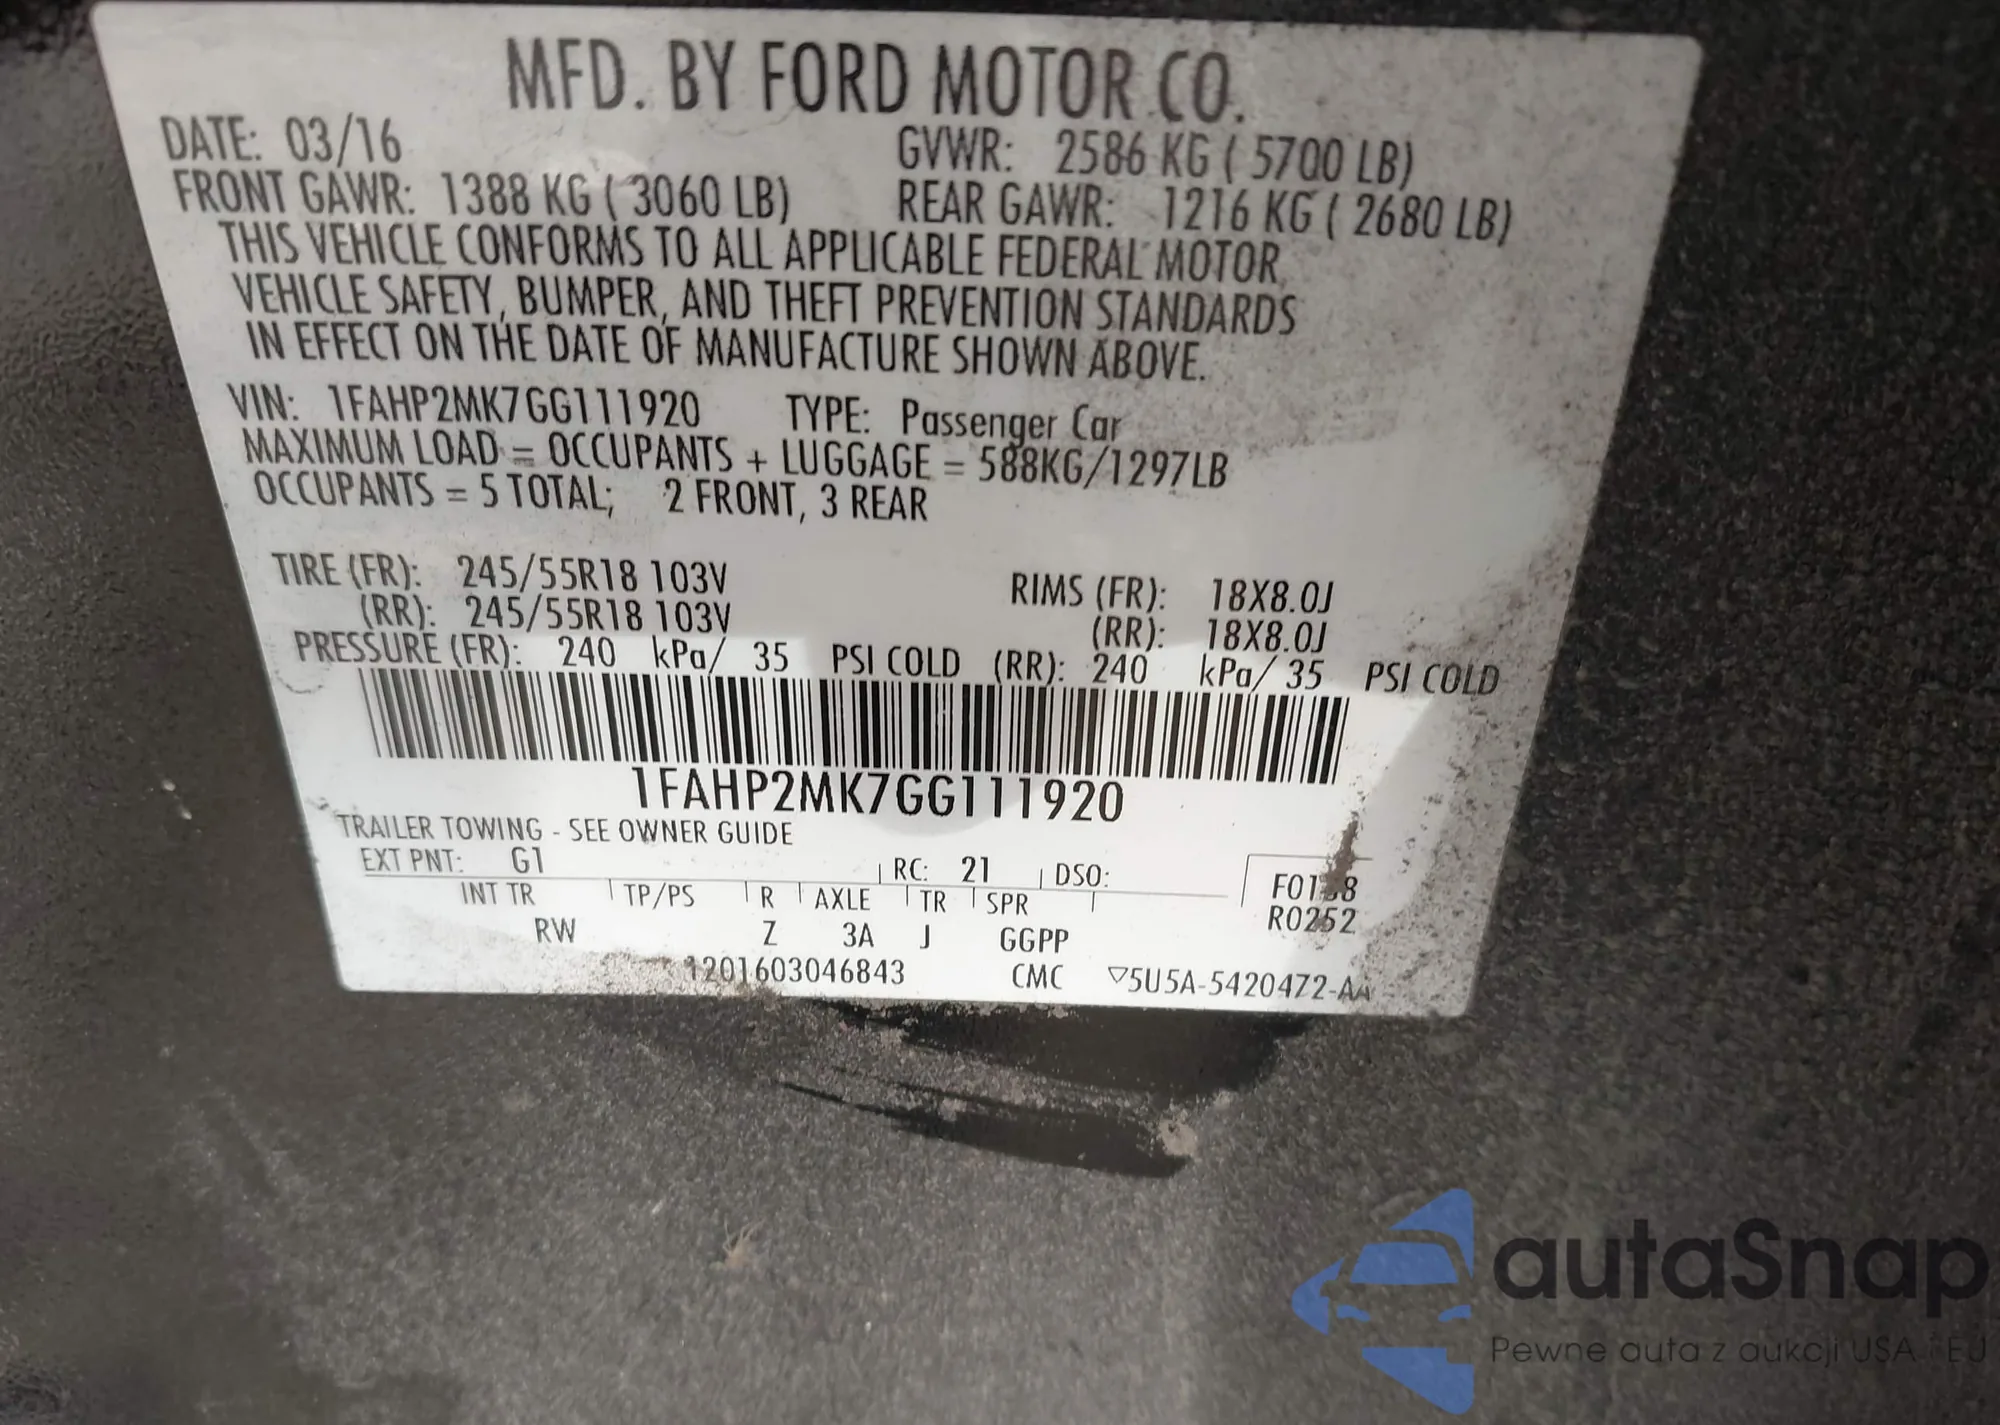 MFD. BY FORD MOTOR CO.
DATE: 03/16 GVWR: 2586 KG ( 5700 LB)
FRONT GAWR: 1388 KG ( 3060 LB) REAR GAWR: 1216 KG ( 2680 LB)
THIS VEHICLE CONFORMS TO ALL APPLICABLE FEDERAL MOTOR
VEHICLE SAFETY, BUMPER, AND THEFT PREVENTION STANDARDS
IN EFFECT ON THE DATE OF MANUFACTURE SHOWN ABOVE.
VIN: 1FAHP2MK7GG111920 TYPE: Passenger Car
MAXIMUM LOAD = OCCUPANTS + LUGGAGE = 588KG/1297LB
OCCUPANTS = 5 TOTAL; 2 FRONT, 3 REAR
TIRE (FR): 245/55R18 103V RIMS (FR): 18X8.0J
(RR): 245/55R18 103V (RR): 18X8.0J
PRESSURE (FR): 240 kPa/ 35 PSI COLD (RR): 240 kPa/ 35 PSI COLD
1FAHP2MK7GG111920
TRAILER TOWING - SEE OWNER GUIDE
EXT PNT: G1 RC: 21 DSO:
INT TR TP/PS R AXLE TR SPR
RW Z 3A J GGPP
R0252
1201603046843 CMC ▽5U5A-5420472-AA
autoSnap
Pewne auta z aukcji USA i EU